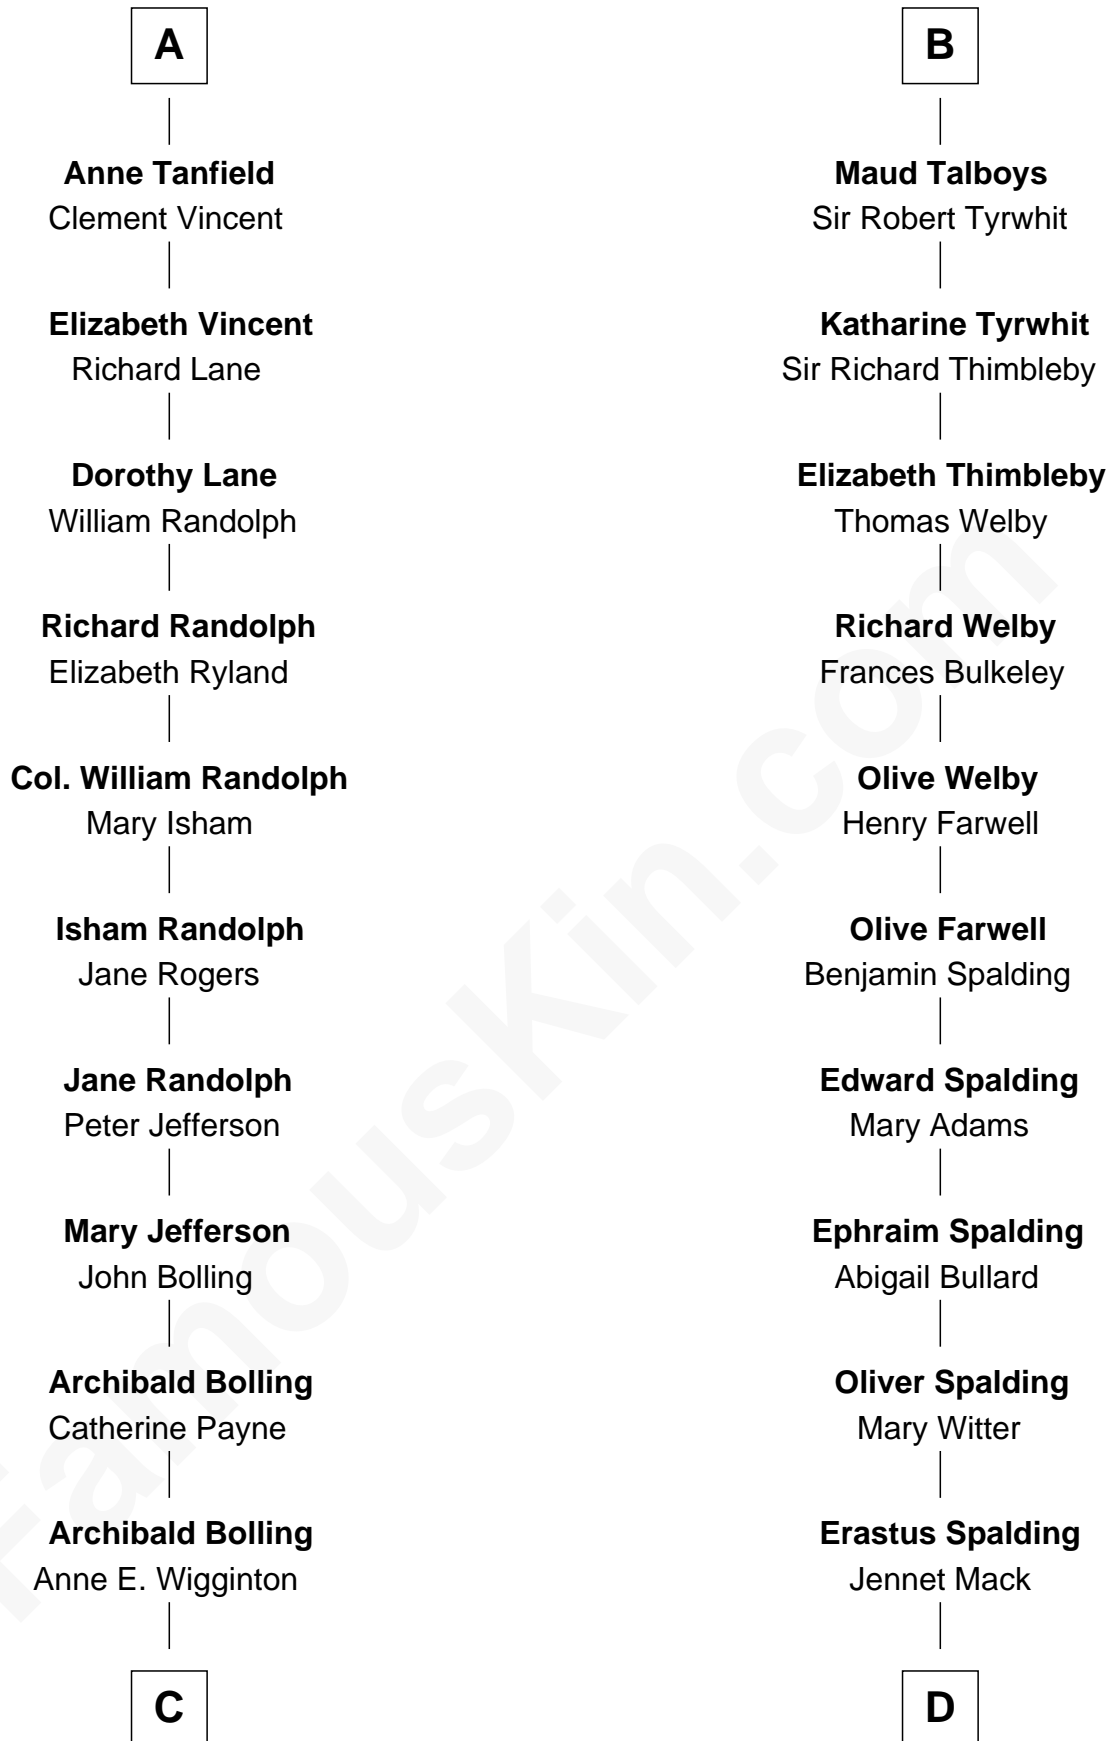 A
Anne Tanfield
Clement Vincent
Elizabeth Vincent
Richard Lane
Dorothy Lane
William Randolph
Richard Randolph
Elizabeth Ryland
Col. William Randolph
Mary Isham
Isham Randolph
Jane Rogers
Jane Randolph
Peter Jefferson
Mary Jefferson
John Bolling
Archibald Bolling
Catherine Payne
Archibald Bolling
Anne E. Wigginton
C
B
Maud Talboys
Sir Robert Tyrwhit
Katharine Tyrwhit
Sir Richard Thimbleby
Elizabeth Thimbleby
Thomas Welby
Richard Welby
Frances Bulkeley
Olive Welby
Henry Farwell
Olive Farwell
Benjamin Spalding
Edward Spalding
Mary Adams
Ephraim Spalding
Abigail Bullard
Oliver Spalding
Mary Witter
Erastus Spalding
Jennet Mack
D
FamousKin.com